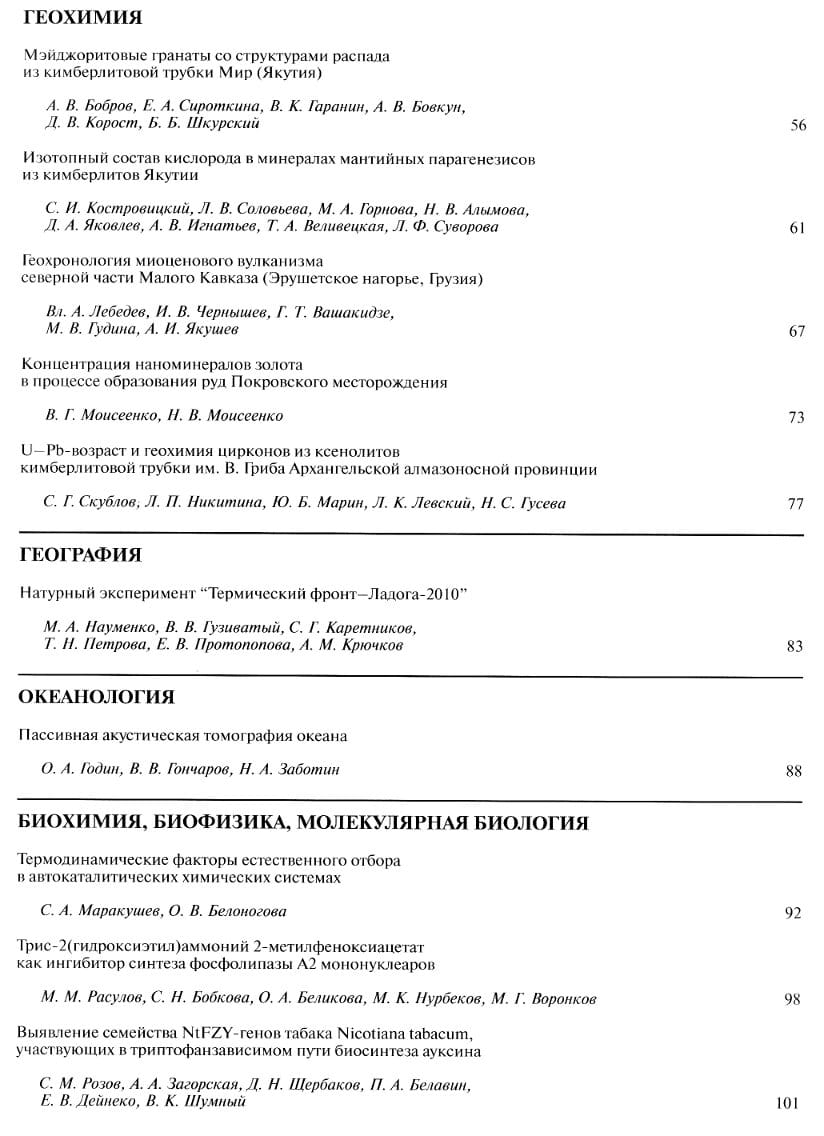 ГЕОХИМИЯ
Мэйджоритовые гранаты со структурами распада
из кимберлитовой трубки Мир (Якутия)
А. В. Бобров, Е. А. Сироткина, В. К. Гаранин, А. В. Бовкун,
Д. В. Корост, Б. Б. Шкурский 56
Изотопный состав кислорода в минералах мантийных парагенезисов
из кимберлитов Якутии
С. И. Костровицкий, Л. В. Соловьева, М. А. Горнова, Н. В. Алымова,
Д. А. Яковлев, А. В. Игнатьев, Т. А. Веливецкая, Л. Ф. Суворова 61
Геохронология миоценового вулканизма
северной части Малого Кавказа (Эрушетское нагорье, Грузия)
Вл. А. Лебедев, И. В. Чернышев, Г. Т. Вашакидзе,
М. В. Гудина, А. И. Якушев 67
Концентрация наноминералов золота
в процессе образования руд Покровского месторождения
В. Г. Моисеенко, Н. В. Моисеенко 73
U–Pb-возраст и геохимия цирконов из ксенолитов
кимберлитовой трубки им. В. Гриба Архангельской алмазоносной провинции
С. Г. Скублов, Л. П. Никитина, Ю. Б. Марин, Л. К. Левский, Н. С. Гусева 77
ГЕОГРАФИЯ
Натурный эксперимент “Термический фронт–Ладога-2010”
М. А. Науменко, В. В. Гузиватый, С. Г. Каретников,
Т. Н. Петрова, Е. В. Протопопова, А. М. Крючков 83
ОКЕАНОЛОГИЯ
Пассивная акустическая томография океана
О. А. Годин, В. В. Гончаров, Н. А. Заботин 88
БИОХИМИЯ, БИОФИЗИКА, МОЛЕКУЛЯРНАЯ БИОЛОГИЯ
Термодинамические факторы естественного отбора
в автокаталитических химических системах
С. А. Маракушев, О. В. Белоногова 92
Трис-2(гидроксиэтил)аммоний 2-метилфеноксиацетат
как ингибитор синтеза фосфолипазы А2 мононуклеаров
М. М. Расулов, С. Н. Бобкова, О. А. Беликова, М. К. Нурбеков, М. Г. Воронков 98
Выявление семейства NtFZY-генов табака Nicotiana tabacum,
участвующих в триптофанзависимом пути биосинтеза ауксина
С. М. Розов, А. А. Загорская, Д. Н. Щербаков, П. А. Белавин,
Е. В. Дейнеко, В. К. Шумный 101